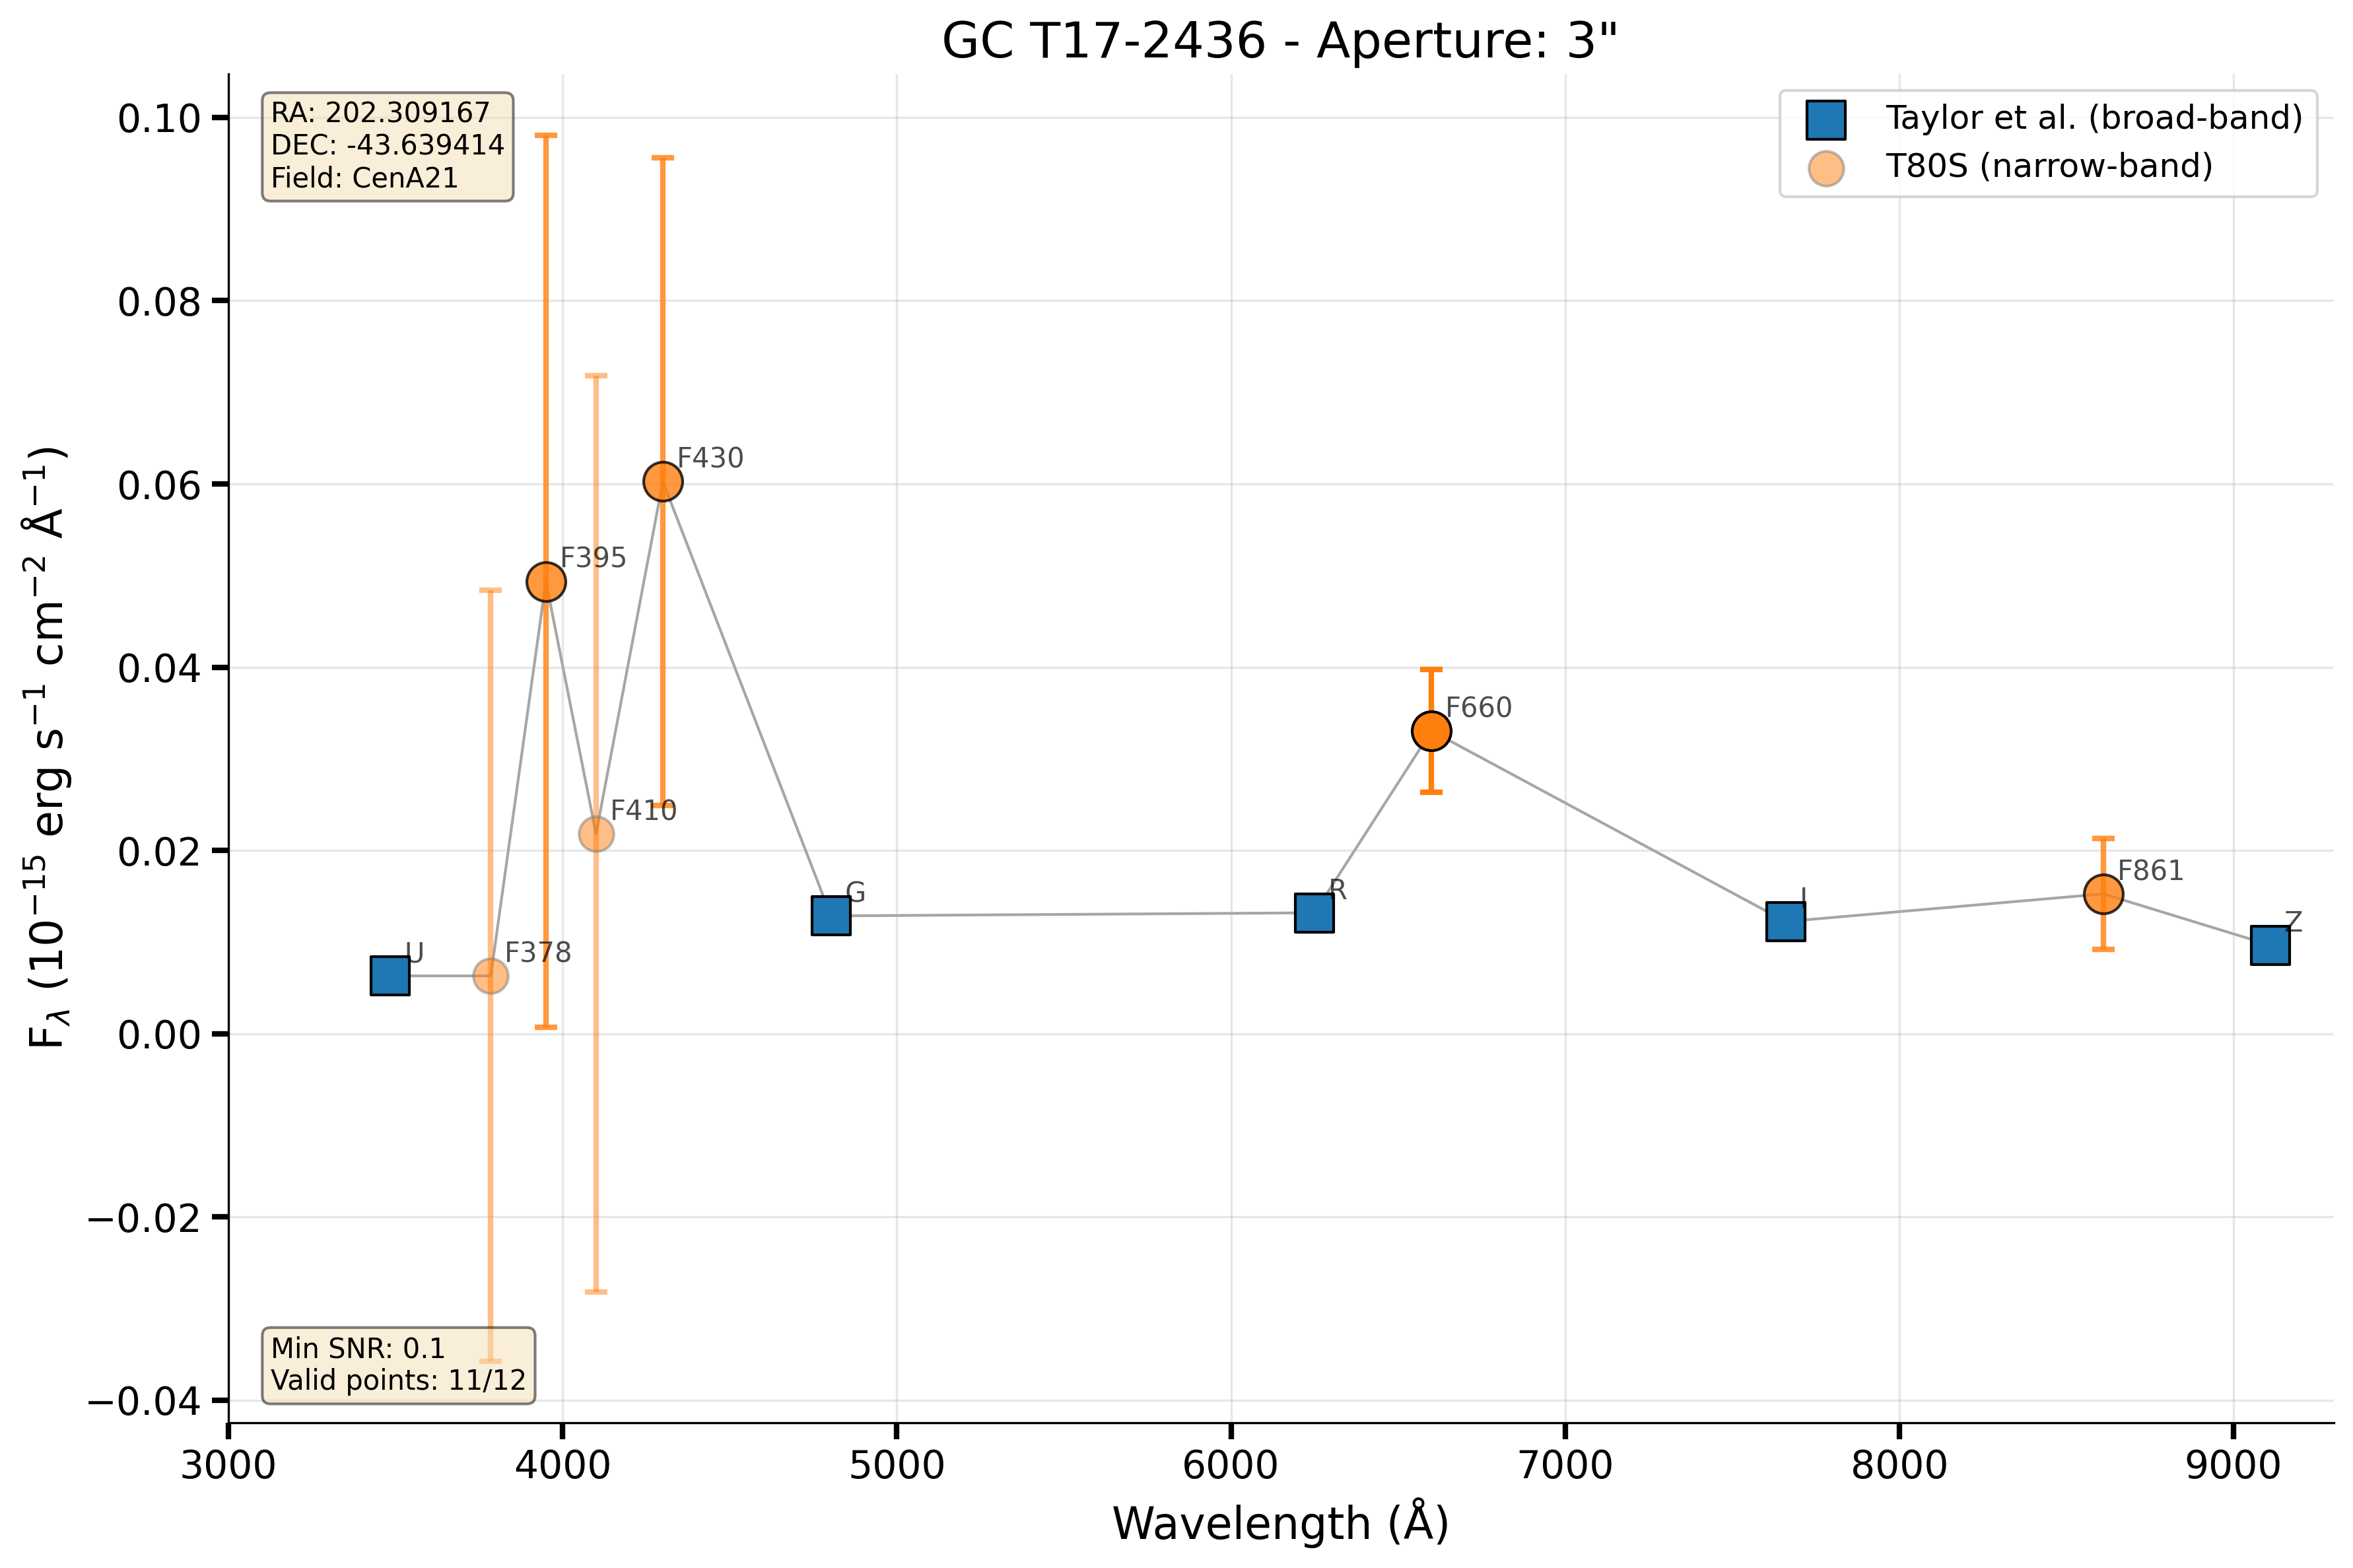 GC T17-2436 - Aperture: 3"
RA: 202.309167
DEC: -43.639414
Field: CenA21
Taylor et al. (broad-band)
T80S (narrow-band)
0.10
0.08
0.06
0.04
0.02
0.00
−0.02
−0.04
F_λ (10⁻¹⁵ erg s⁻¹ cm⁻² Å⁻¹)
U
F378
F395
F410
F430
G
R
F660
I
F861
Z
Min SNR: 0.1
Valid points: 11/12
3000 4000 5000 6000 7000 8000 9000
Wavelength (Å)